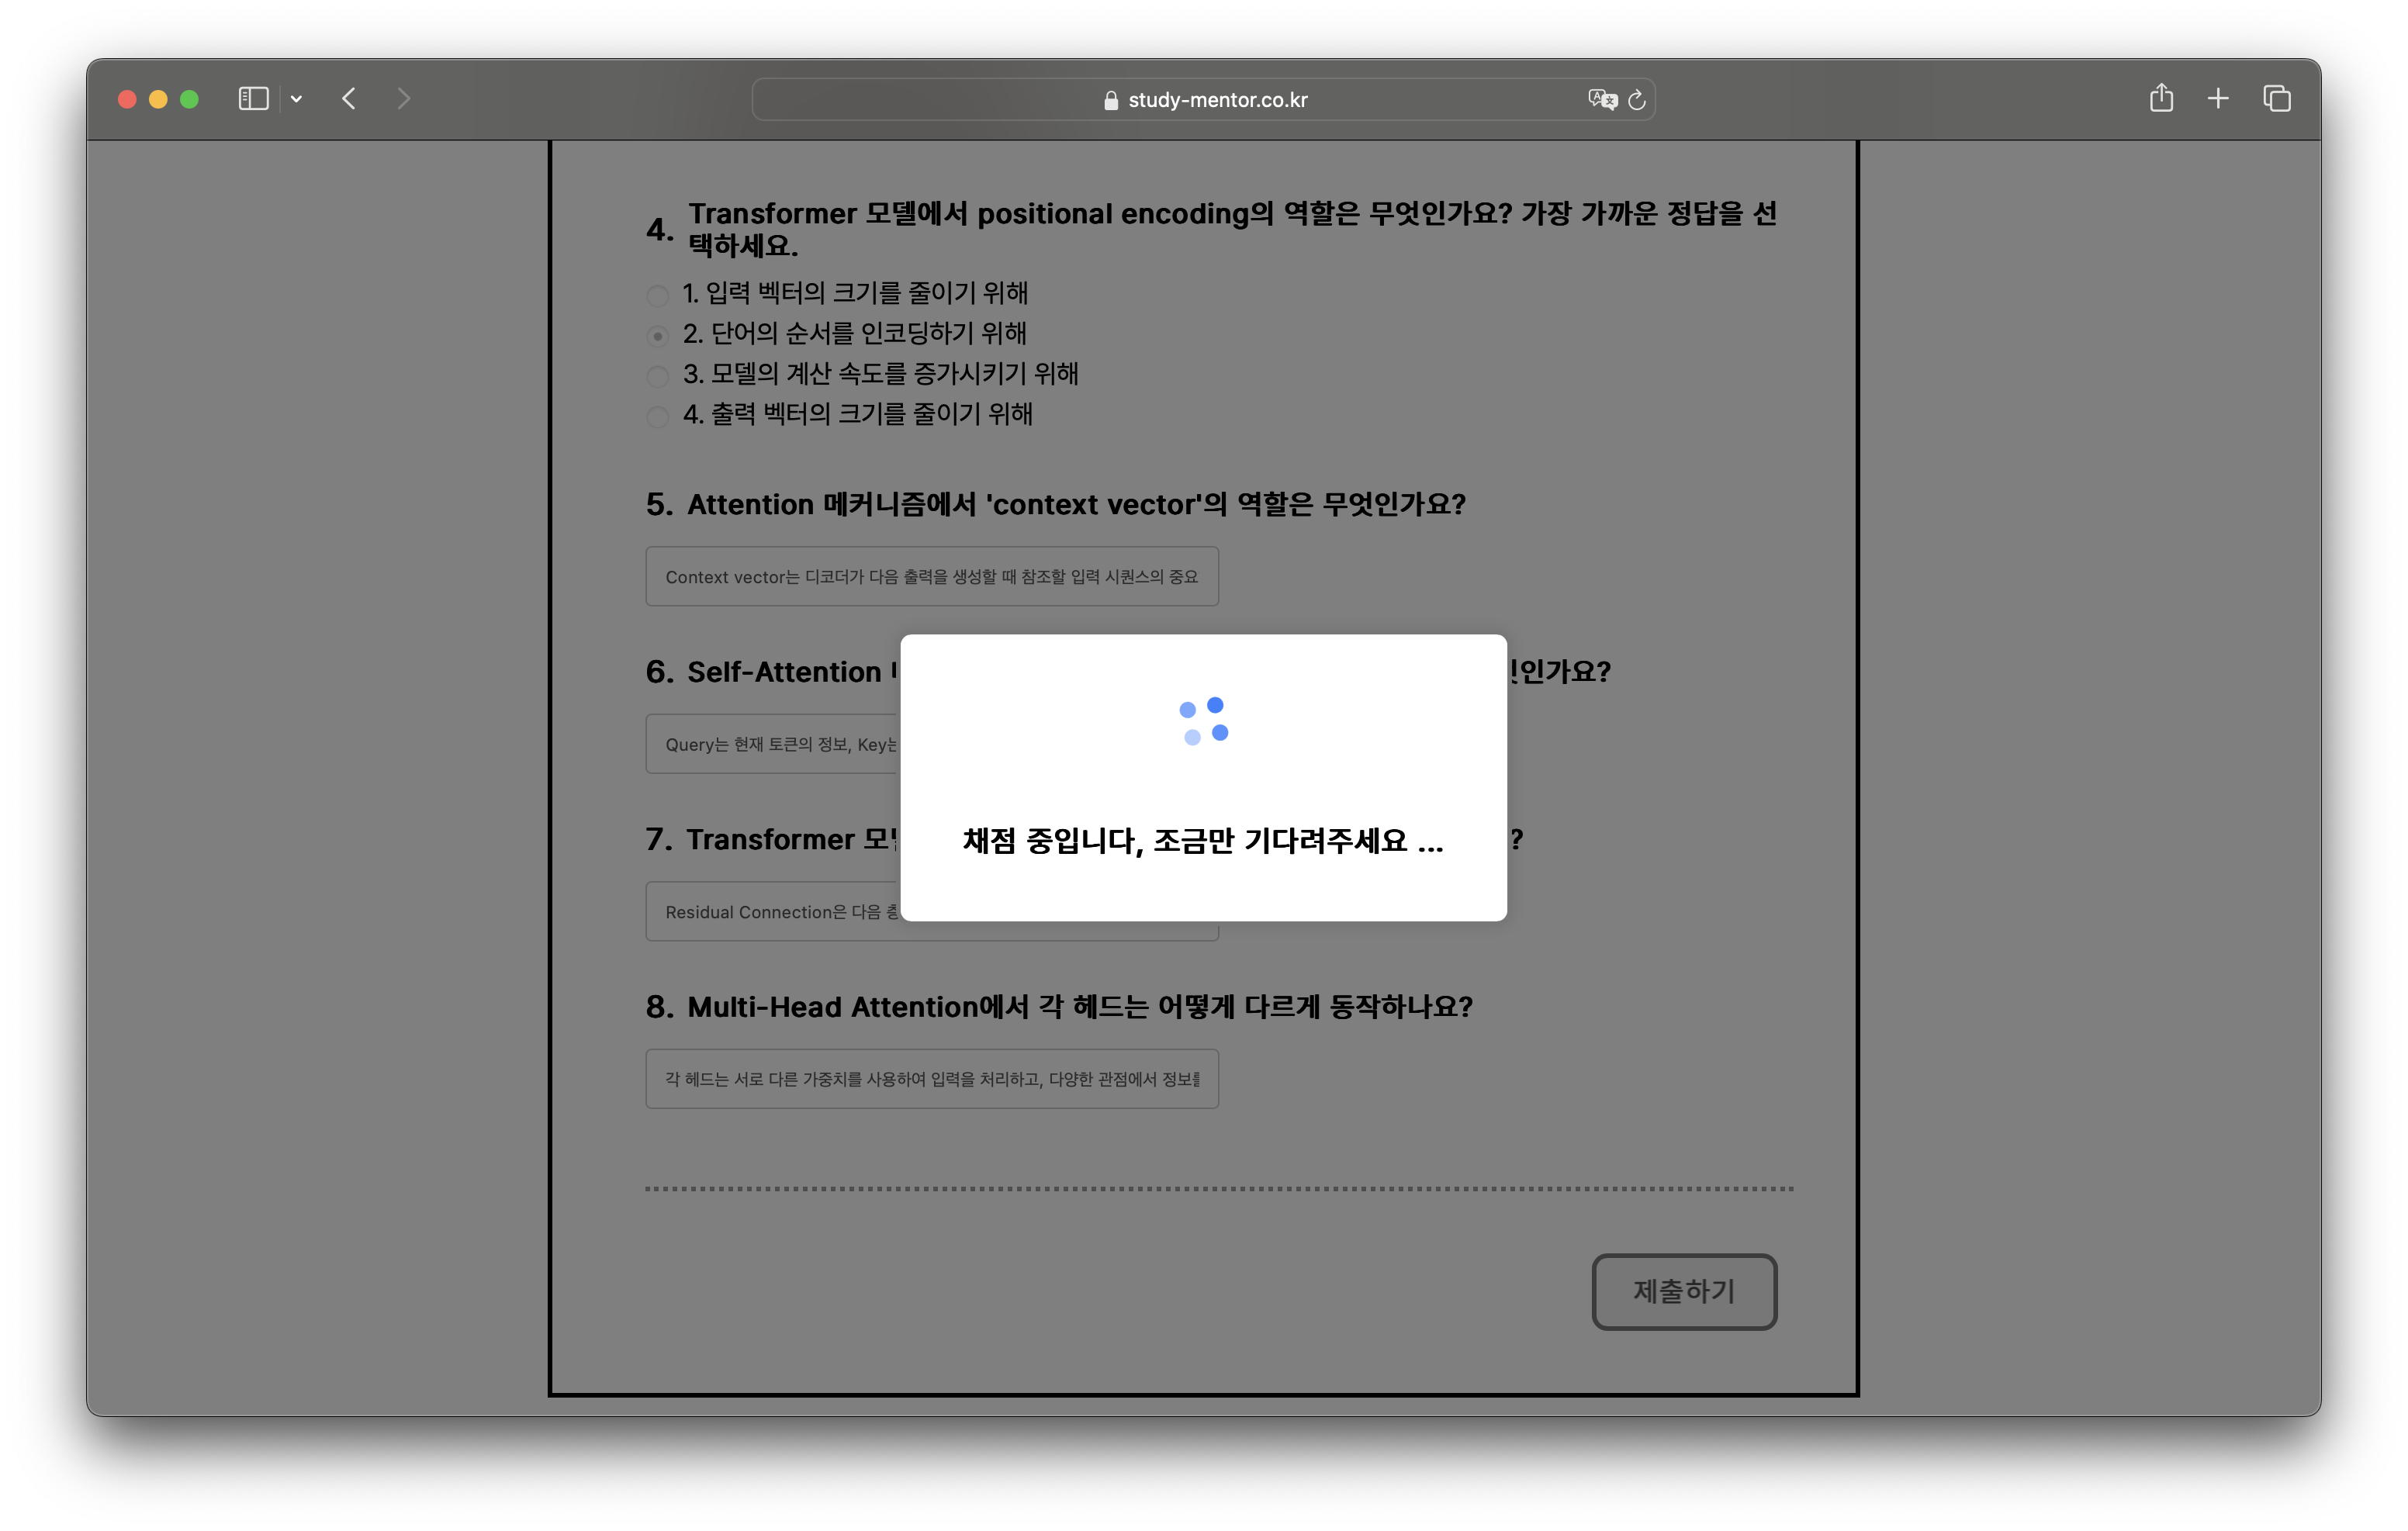 study-mentor.co.kr
4. Transformer 모델에서 positional encoding의 역할은 무엇인가요? 가장 가까운 정답을 선
택하세요.
1. 입력 벡터의 크기를 줄이기 위해
2. 단어의 순서를 인코딩하기 위해
3. 모델의 계산 속도를 증가시키기 위해
4. 출력 벡터의 크기를 줄이기 위해
5. Attention 메커니즘에서 'context vector'의 역할은 무엇인가요?
Context vector는 디코더가 다음 출력을 생성할 때 참조할 입력 시퀀스의 중요
6. Self-Attention 인가요?
Query는 현재 토큰의 정보, Key는
7. Transformer ?
Residual Connection은 다음
채점 중입니다, 조금만 기다려주세요 ...
8. Multi-Head Attention에서 각 헤드는 어떻게 다르게 동작하나요?
각 헤드는 서로 다른 가중치를 사용하여 입력을 처리하고, 다양한 관점에서 정보를
제출하기